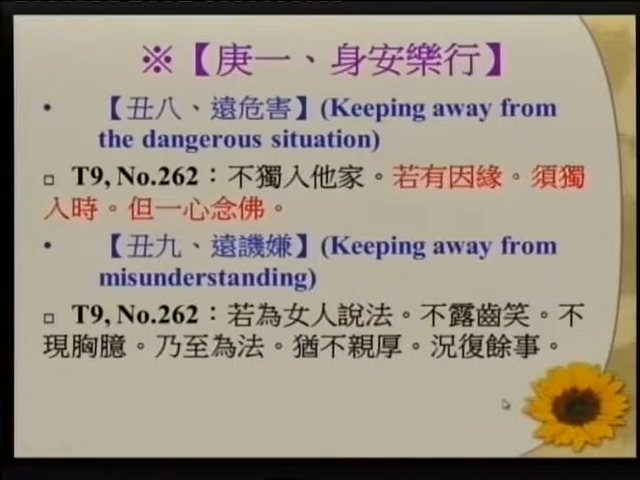 ※【庚一、身安樂行】
• 【丑八、遠危害】(Keeping away from
the dangerous situation)
□ T9, No.262：不獨入他家。若有因緣。須獨
入時。但一心念佛。
• 【丑九、遠譏嫌】(Keeping away from
misunderstanding)
□ T9, No.262：若為女人說法。不露齒笑。不
現胸臆。乃至為法。猶不親厚。況復餘事。